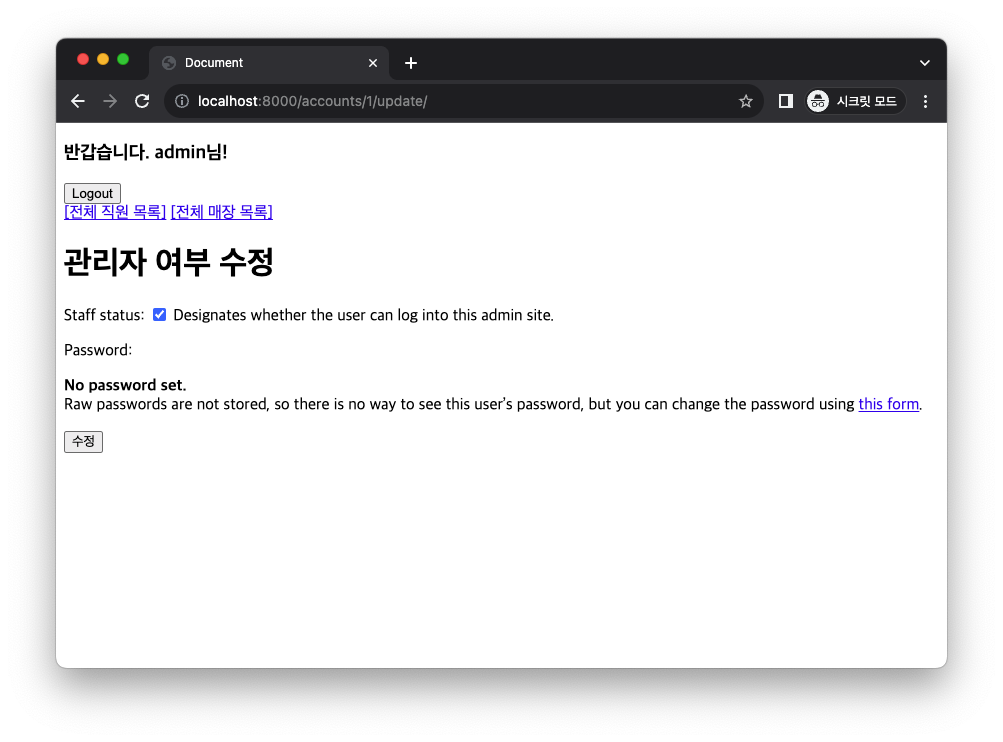 Document
localhost:8000/accounts/1/update/
시크릿 모드
반갑습니다. admin님!
Logout
[전체 직원 목록] [전체 매장 목록]
관리자 여부 수정
Staff status: Designates whether the user can log into this admin site.
Password:
No password set.
Raw passwords are not stored, so there is no way to see this user's password, but you can change the password using this form.
수정